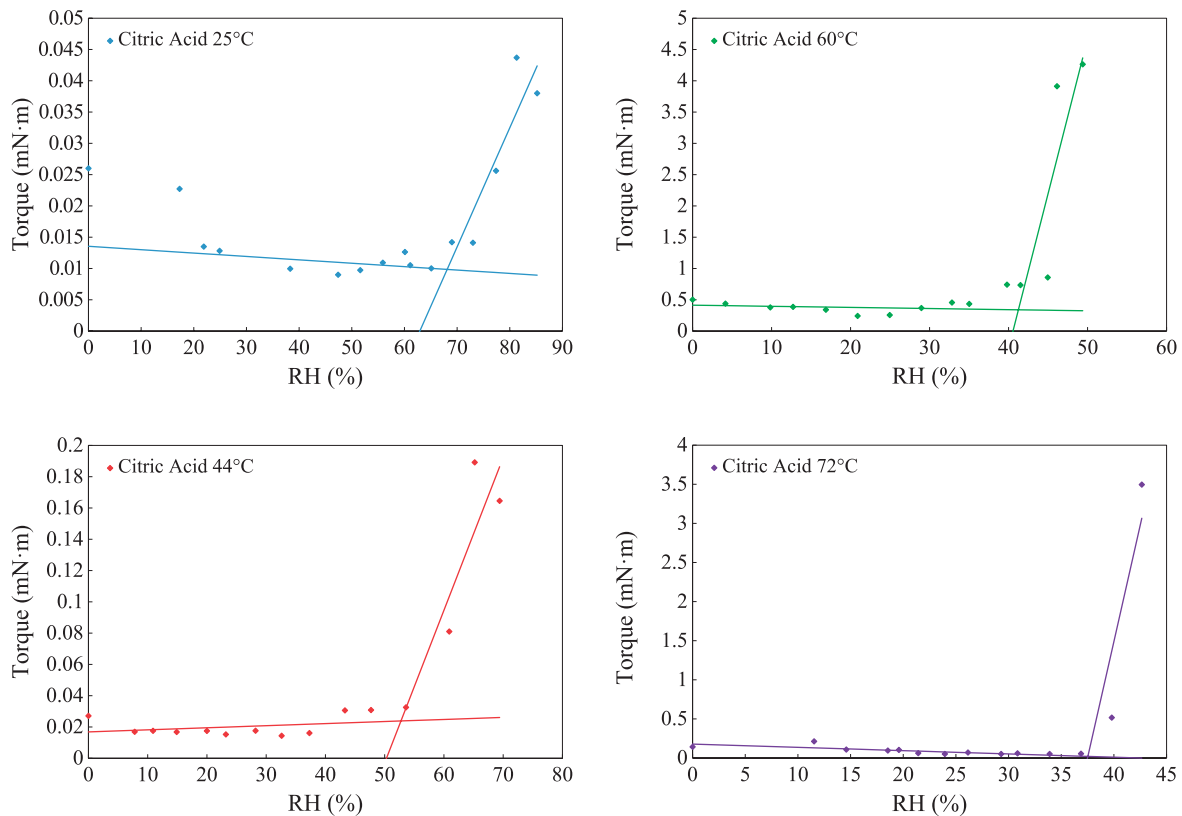 Citric Acid 25°C
Torque (mN·m)
0.05
0.045
0.04
0.035
0.03
0.025
0.02
0.015
0.01
0.005
0
0 10 20 30 40 50 60 70 80 90
RH (%)
Citric Acid 60°C
Torque (mN·m)
5
4.5
4
3.5
3
2.5
2
1.5
1
0.5
0
0 10 20 30 40 50 60
RH (%)
Citric Acid 44°C
Torque (mN·m)
0.2
0.18
0.16
0.14
0.12
0.1
0.08
0.06
0.04
0.02
0
0 10 20 30 40 50 60 70 80
RH (%)
Citric Acid 72°C
Torque (mN·m)
4
3.5
3
2.5
2
1.5
1
0.5
0
0 5 10 15 20 25 30 35 40 45
RH (%)